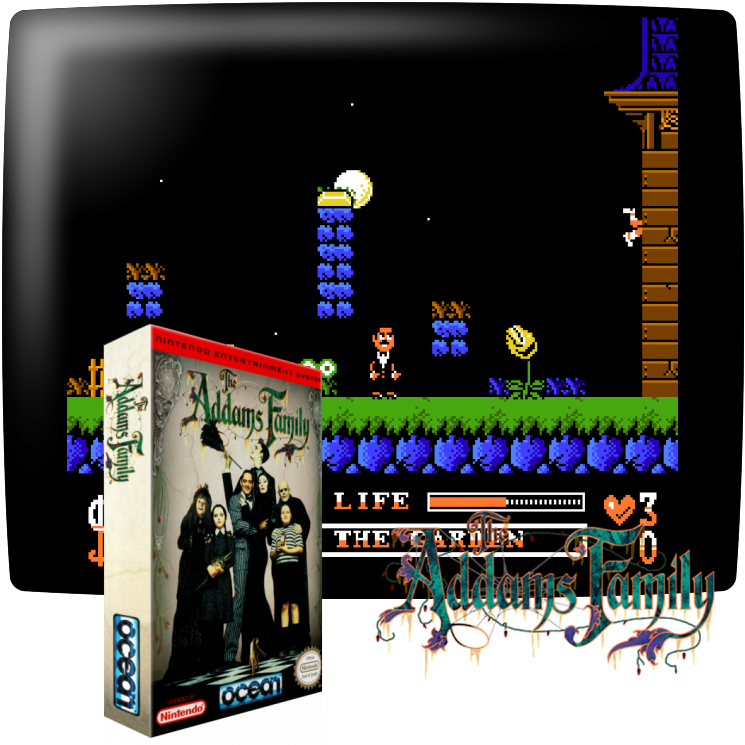 LIFE
3
THE GARDEN
0
NINTENDO ENTERTAINMENT SYSTEM
The
Addams Family
The
Addams Family
ocean
ocean
Nintendo
Nintendo
The
Addams Family